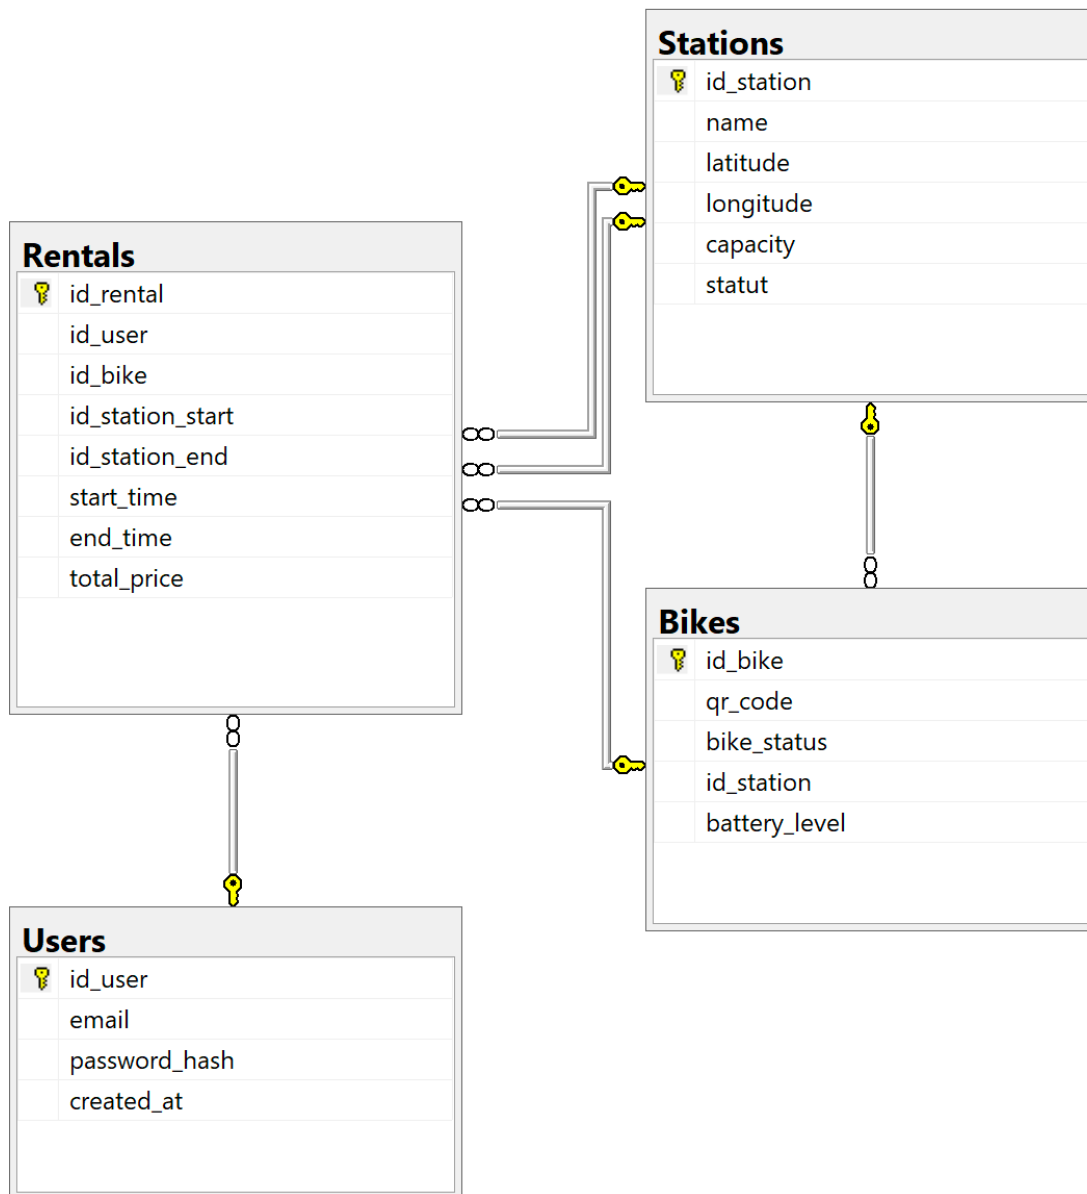 Stations
id_station
name
latitude
longitude
capacity
statut
Rentals
id_rental
id_user
id_bike
id_station_start
id_station_end
start_time
end_time
total_price
Bikes
id_bike
qr_code
bike_status
id_station
battery_level
Users
id_user
email
password_hash
created_at